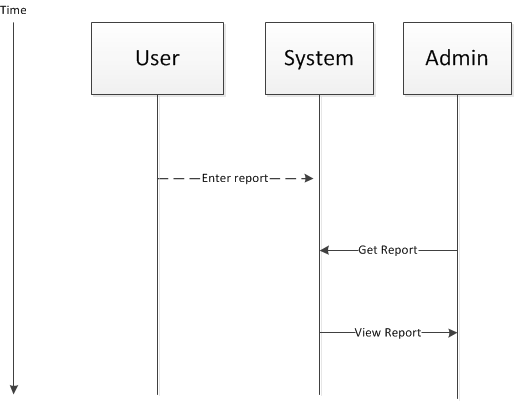 Time
User
System
Admin
Enter report
Get Report
View Report